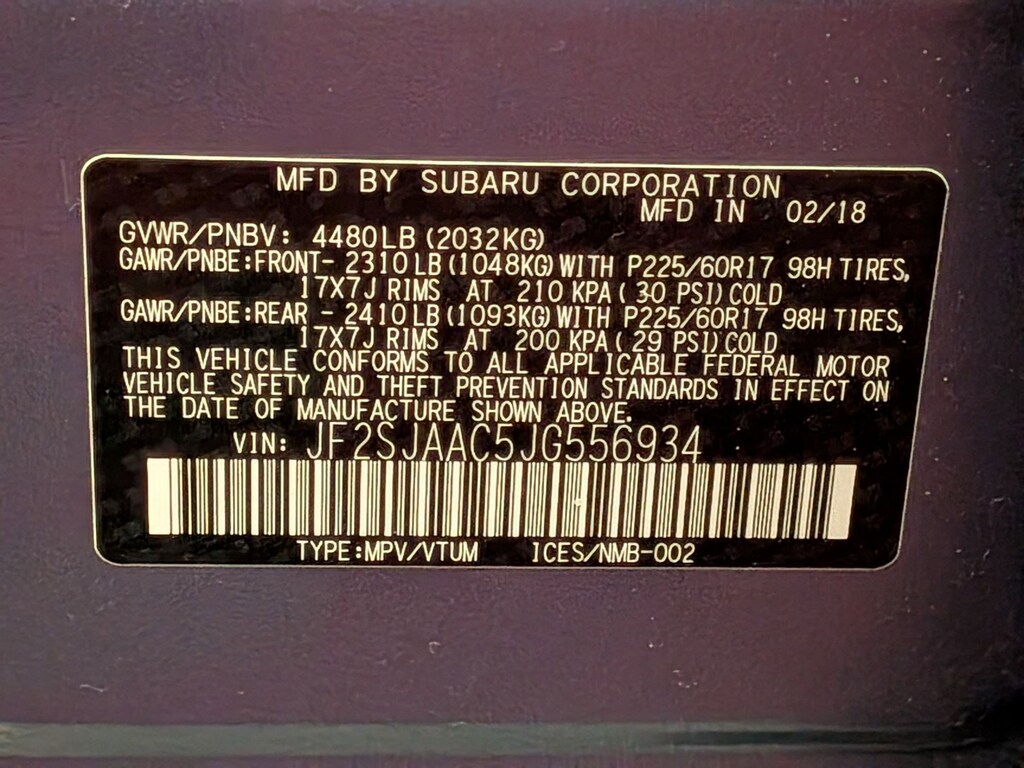 MFD BY SUBARU CORPORATION
MFD IN 02/18
GVWR/PNBV: 4480LB (2032KG)
GAWR/PNBE:FRONT- 2310 LB (1048KG) WITH P225/60R17 98H TIRES,
17X7J RIMS AT 210 KPA ( 30 PSI) COLD
GAWR/PNBE:REAR - 2410 LB (1093KG) WITH P225/60R17 98H TIRES,
17X7J RIMS AT 200 KPA ( 29 PSI) COLD
THIS VEHICLE CONFORMS TO ALL APPLICABLE FEDERAL MOTOR
VEHICLE SAFETY AND THEFT PREVENTION STANDARDS IN EFFECT ON
THE DATE OF MANUFACTURE SHOWN ABOVE.
VIN: JF2SJAAC5JG556934
TYPE:MPV/VTUM ICES/NMB-002